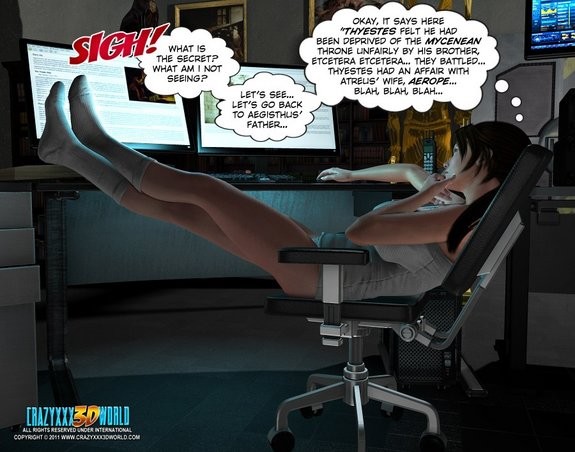 SIGH!
WHAT IS
THE SECRET?
WHAT AM I NOT
SEEING?
LET'S SEE...
LET'S GO BACK
TO AEGISTHUS'
FATHER...
OKAY, IT SAYS HERE
"THYESTES FELT HE HAD
BEEN DEPRIVED OF THE MYCENEAN
THRONE UNFAIRLY BY HIS BROTHER,
ETCETERA ETCETERA... THEY BATTLED...
THYESTES HAD AN AFFAIR WITH
ATREUS' WIFE, AEROPE...
BLAH, BLAH, BLAH...
CRAZYXXX3DWORLD
ALL RIGHTS RESERVED UNDER INTERNATIONAL
COPYRIGHT © 2011 WWW.CRAZYXXX3DWORLD.COM